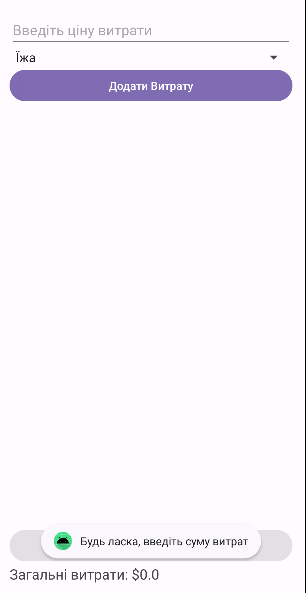 Введіть ціну витрати
Їжа
Додати Витрату
Будь ласка, введіть суму витрат
Загальні витрати: $0.0